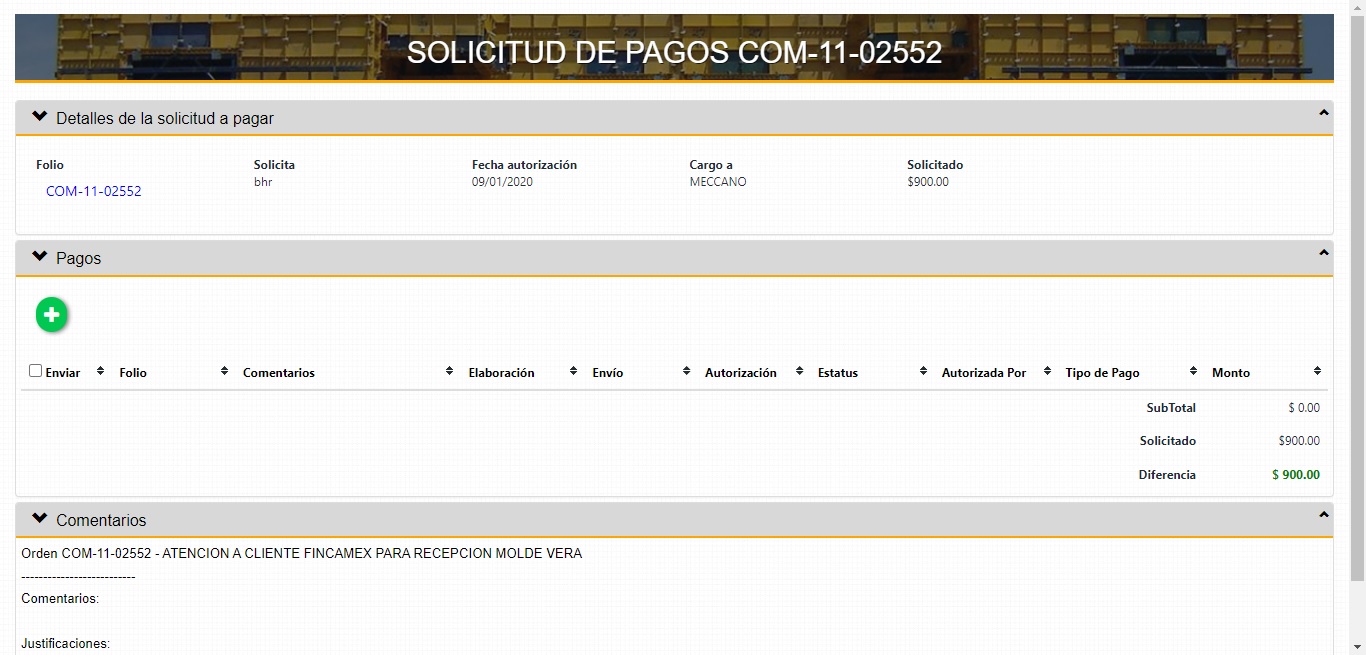 SOLICITUD DE PAGOS COM-11-02552
Detalles de la solicitud a pagar
Folio Solicita Fecha autorización Cargo a Solicitado
COM-11-02552 bhr 09/01/2020 MECCANO $900.00
Pagos
Enviar Folio Comentarios Elaboración Envío Autorización Estatus Autorizada Por Tipo de Pago Monto
SubTotal $ 0.00
Solicitado $900.00
Diferencia $ 900.00
Comentarios
Orden COM-11-02552 - ATENCION A CLIENTE FINCAMEX PARA RECEPCION MOLDE VERA
--------------------------
Comentarios:
Justificaciones: